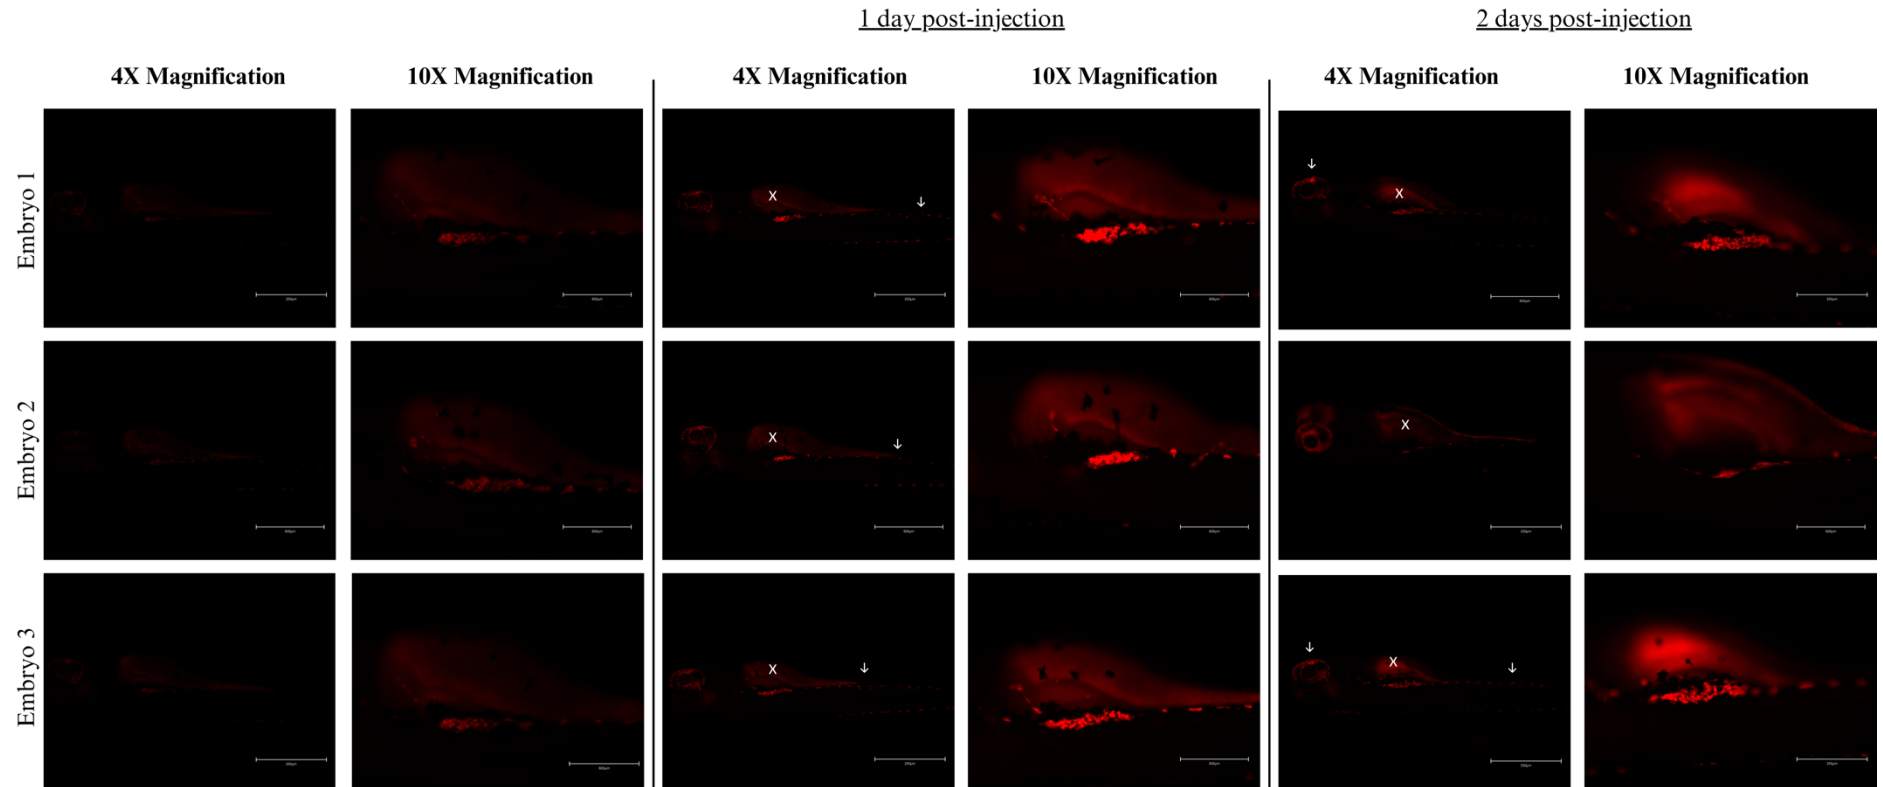 1 day post-injection 2 days post-injection
4X Magnification 10X Magnification 4X Magnification 10X Magnification 4X Magnification 10X Magnification
Embryo 1
X
X
Embryo 2
X
X
Embryo 3
X
X